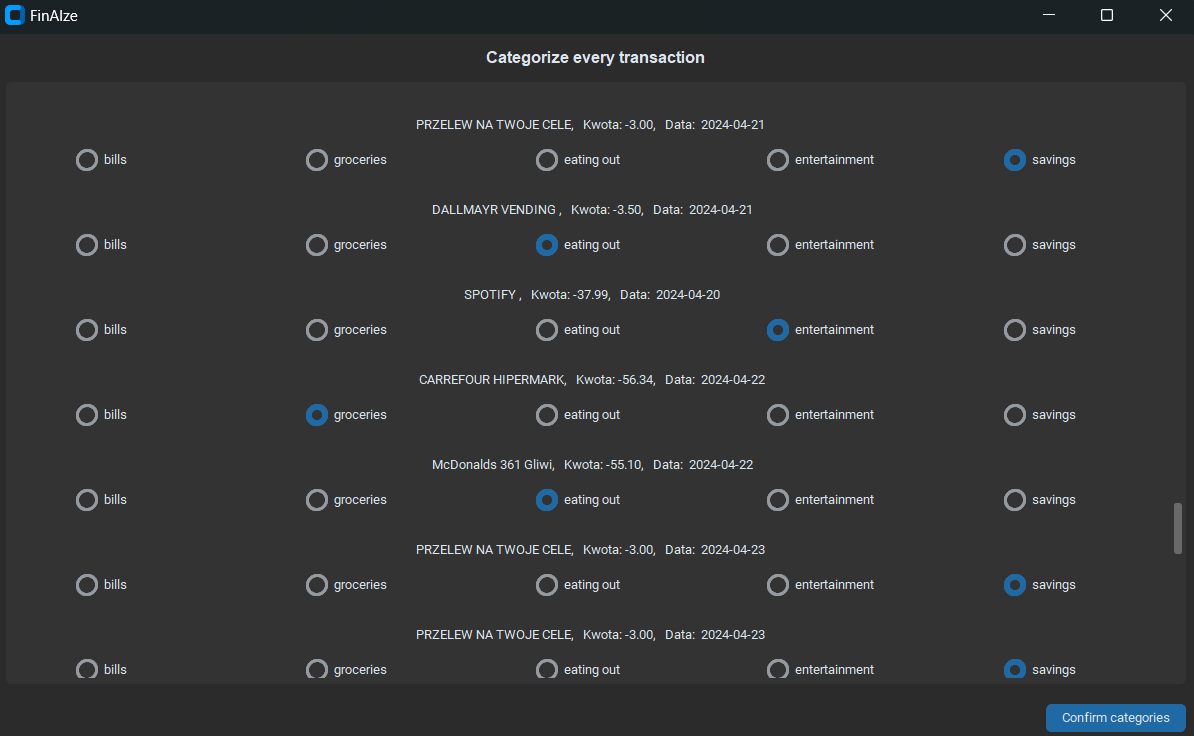 FinAIze
Categorize every transaction
PRZELEW NA TWOJE CELE, Kwota: -3.00, Data: 2024-04-21
bills groceries eating out entertainment savings
DALLMAYR VENDING , Kwota: -3.50, Data: 2024-04-21
bills groceries eating out entertainment savings
SPOTIFY , Kwota: -37.99, Data: 2024-04-20
bills groceries eating out entertainment savings
CARREFOUR HIPERMARK, Kwota: -56.34, Data: 2024-04-22
bills groceries eating out entertainment savings
McDonalds 361 Gliwi, Kwota: -55.10, Data: 2024-04-22
bills groceries eating out entertainment savings
PRZELEW NA TWOJE CELE, Kwota: -3.00, Data: 2024-04-23
bills groceries eating out entertainment savings
PRZELEW NA TWOJE CELE, Kwota: -3.00, Data: 2024-04-23
bills groceries eating out entertainment savings
Confirm categories